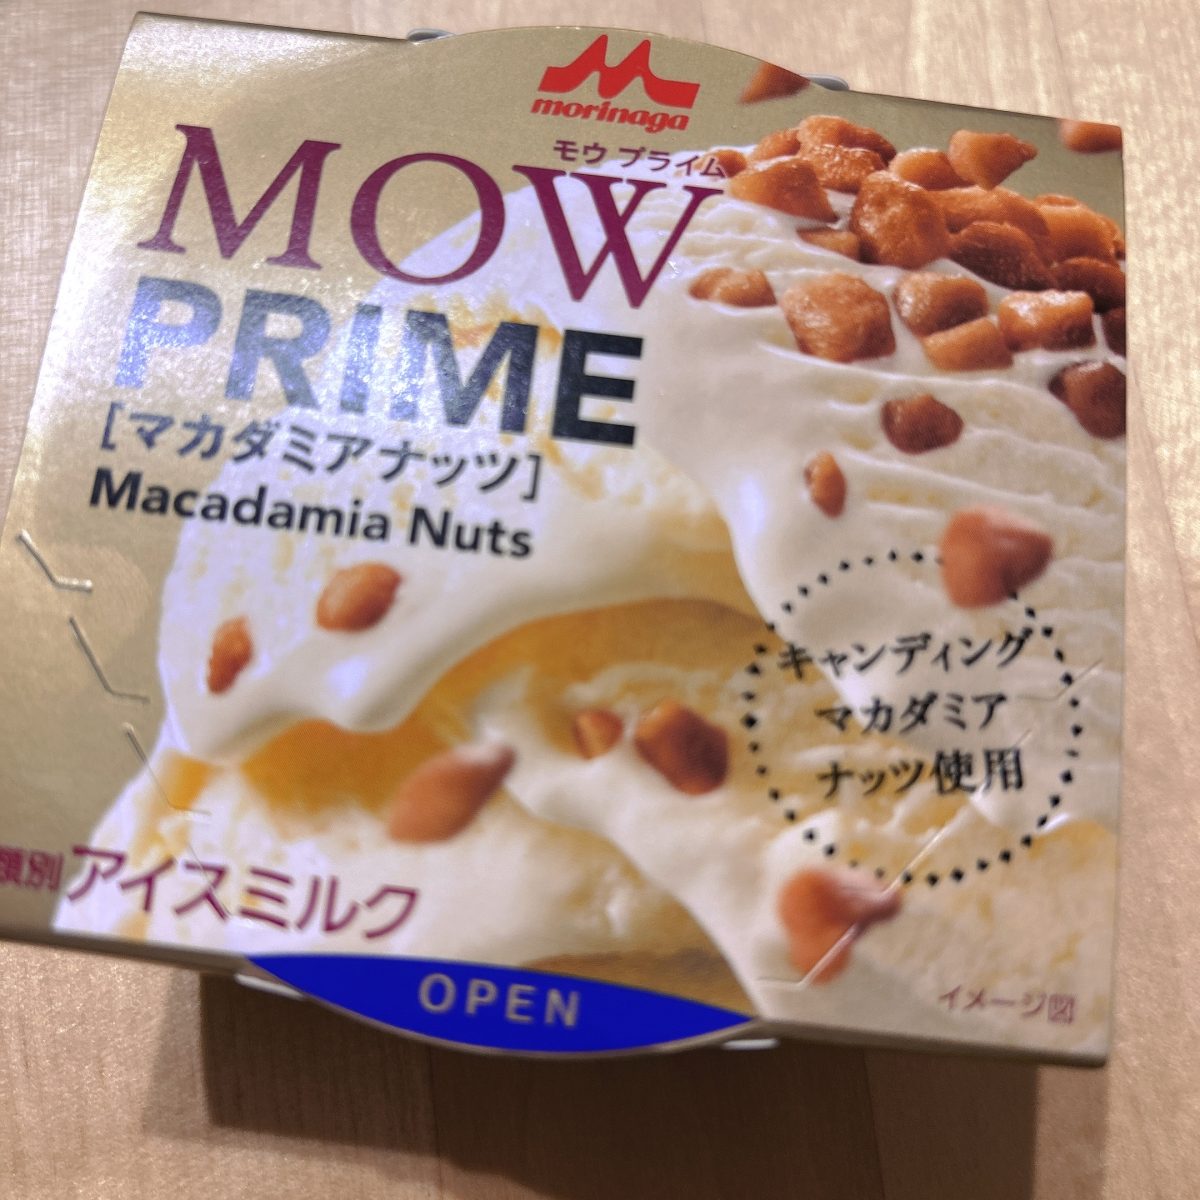 morinaga
モウ プライム
MOW
PRIME
[マカダミアナッツ]
Macadamia Nuts
キャンディング
マカダミア
ナッツ使用
類別 アイスミルク
OPEN
イメージ図